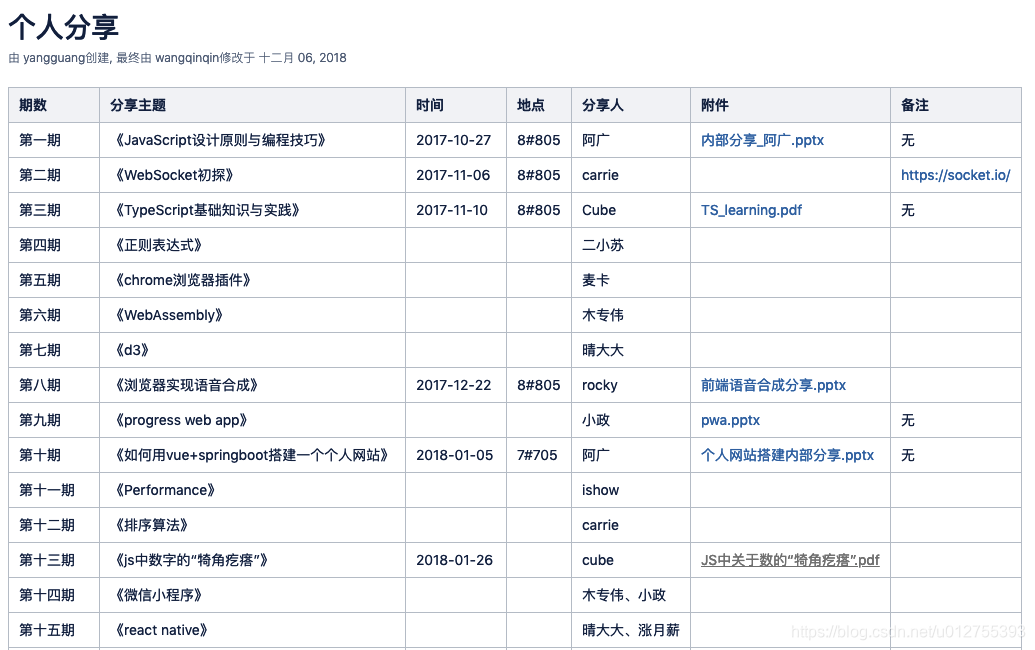 个人分享
由 yangguang创建, 最终由 wangqinqin修改于 十二月 06, 2018
期数 分享主题 时间 地点 分享人 附件 备注
第一期 《JavaScript设计原则与编程技巧》 2017-10-27 8#805 阿广 内部分享_阿广.pptx 无
第二期 《WebSocket初探》 2017-11-06 8#805 carrie https://socket.io/
第三期 《TypeScript基础知识与实践》 2017-11-10 8#805 Cube TS_learning.pdf 无
第四期 《正则表达式》 二小苏
第五期 《chrome浏览器插件》 麦卡
第六期 《WebAssembly》 木专伟
第七期 《d3》 晴大大
第八期 《浏览器实现语音合成》 2017-12-22 8#805 rocky 前端语音合成分享.pptx
第九期 《progress web app》 小政 pwa.pptx 无
第十期 《如何用vue+springboot搭建一个个人网站》 2018-01-05 7#705 阿广 个人网站搭建内部分享.pptx 无
第十一期 《Performance》 ishow
第十二期 《排序算法》 carrie
第十三期 《js中数字的“犄角疙瘩”》 2018-01-26 cube JS中关于数的“犄角疙瘩”.pdf
第十四期 《微信小程序》 木专伟、小政
第十五期 《react native》 晴大大、涨月薪
https://blog.csdn.net/u012755393